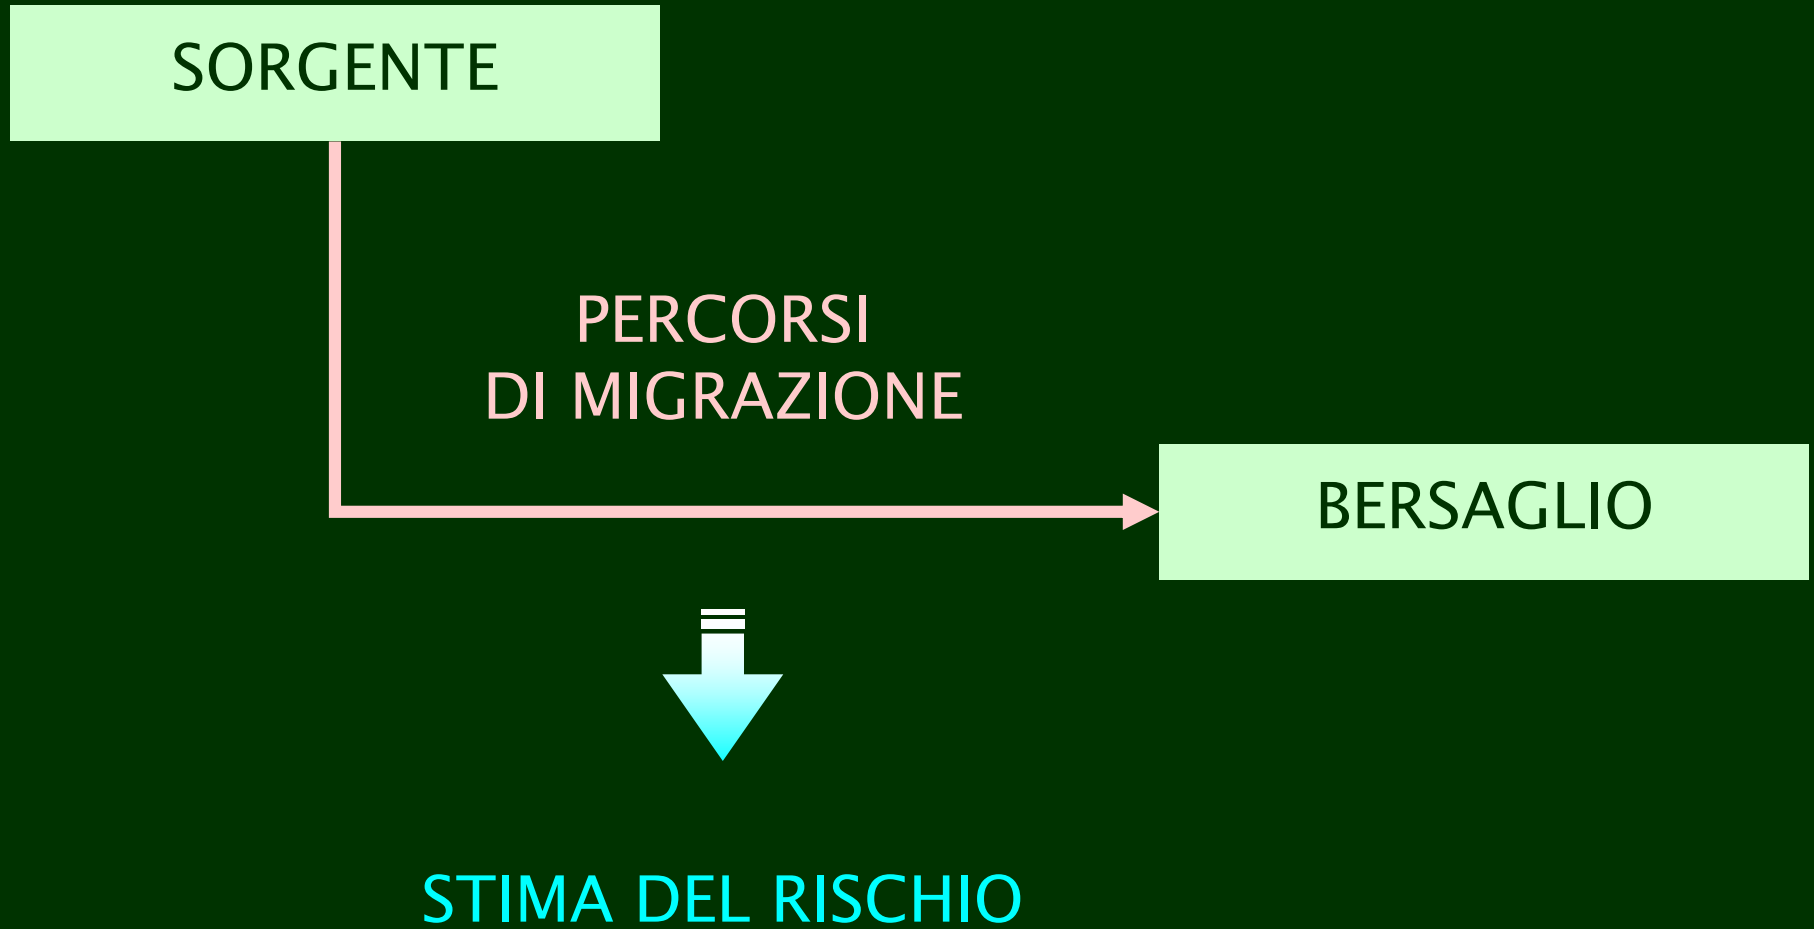 SORGENTE
PERCORSI
DI MIGRAZIONE
BERSAGLIO
STIMA DEL RISCHIO